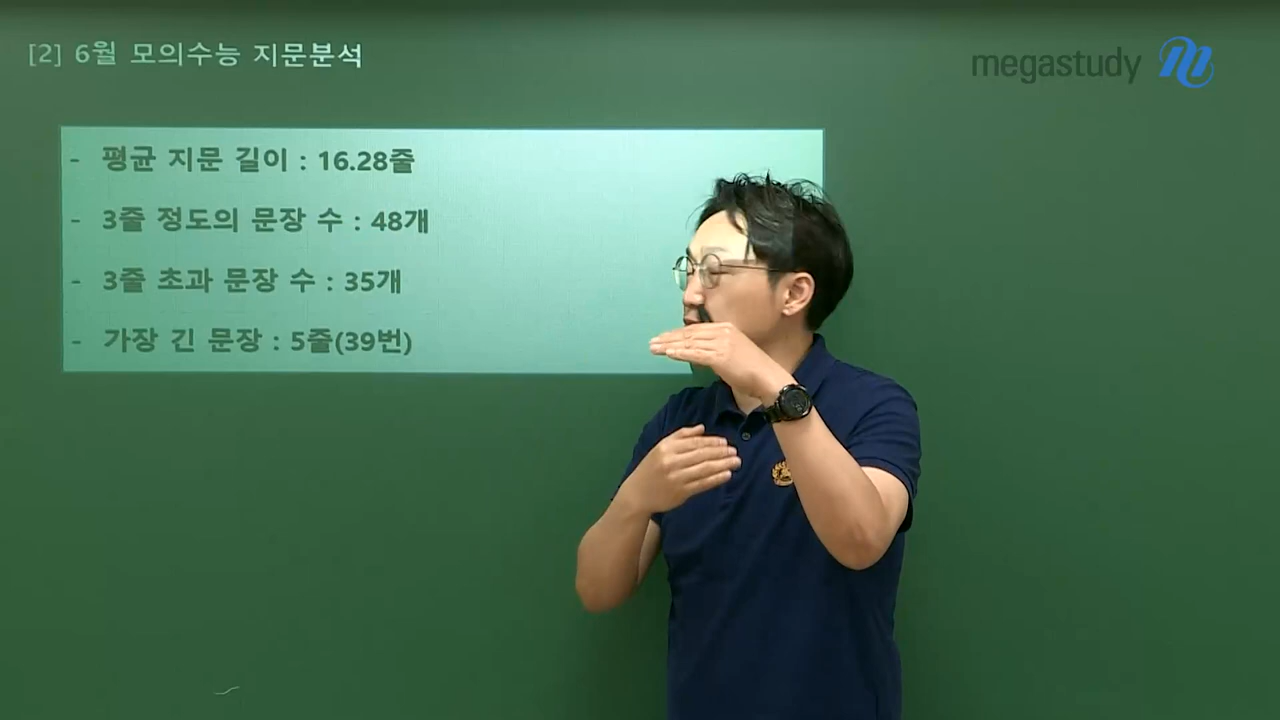 [2] 6월 모의수능 지문분석
megastudy
- 평균 지문 길이 : 16.28줄
- 3줄 정도의 문장 수 : 48개
- 3줄 초과 문장 수 : 35개
- 가장 긴 문장 : 5줄(39번)